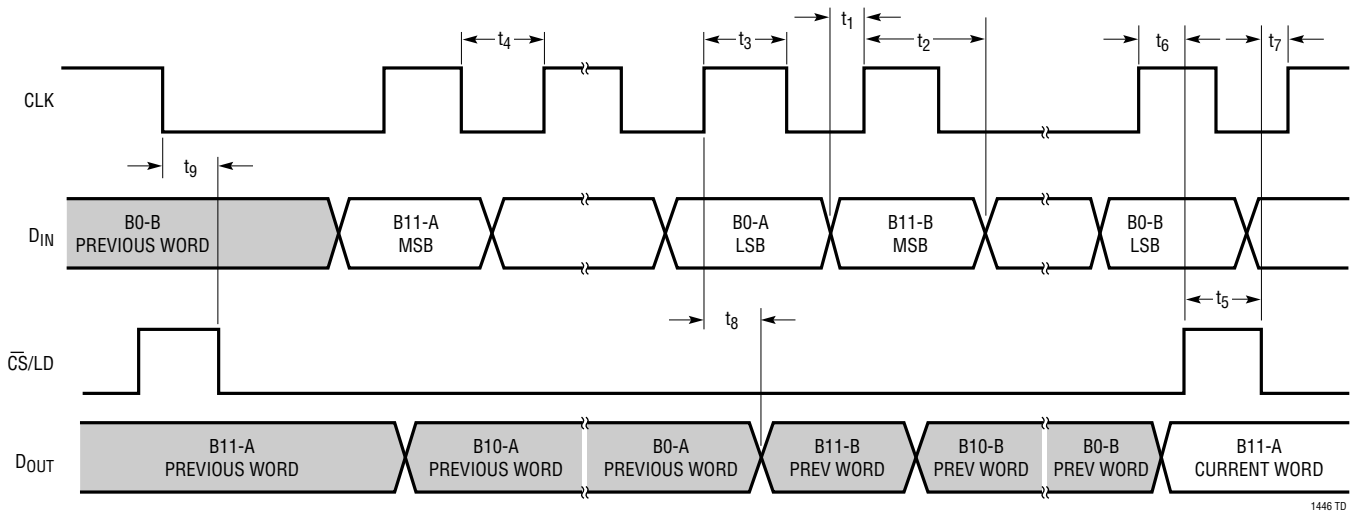 t1
t4
t3
t2
t6
t7
CLK
t9
DIN
B0-B
PREVIOUS WORD
B11-A
MSB
B0-A
LSB
B11-B
MSB
B0-B
LSB
t8
t5
C̅S̅/LD
DOUT
B11-A
PREVIOUS WORD
B10-A
PREVIOUS WORD
B0-A
PREVIOUS WORD
B11-B
PREV WORD
B10-B
PREV WORD
B0-B
PREV WORD
B11-A
CURRENT WORD
1446 TD